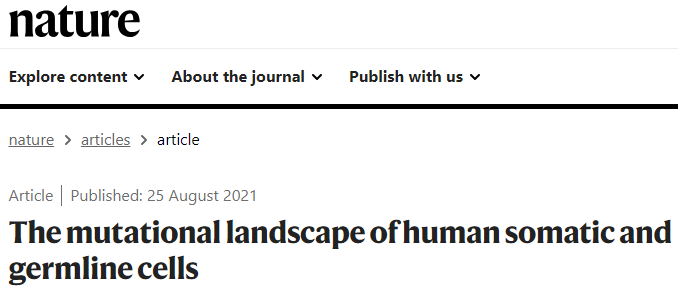 nature
Explore content About the journal Publish with us
nature > articles > article
Article | Published: 25 August 2021
The mutational landscape of human somatic and
germline cells